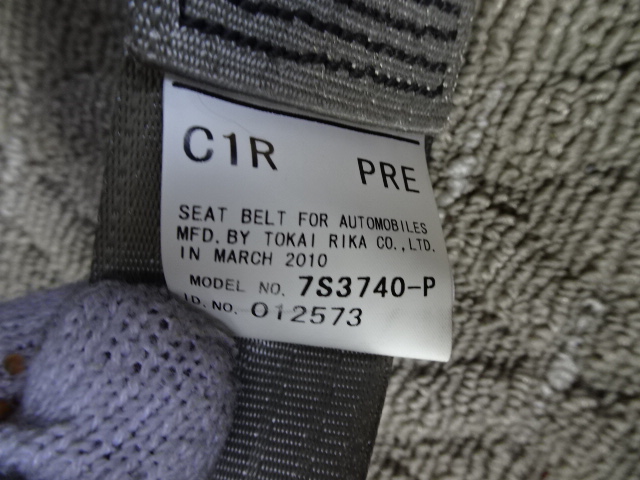 C1R PRE
SEAT BELT FOR AUTOMOBILES
MFD. BY TOKAI RIKA CO., LTD.
IN MARCH 2010
MODEL NO. 7S3740-P
ID. NO. 012573